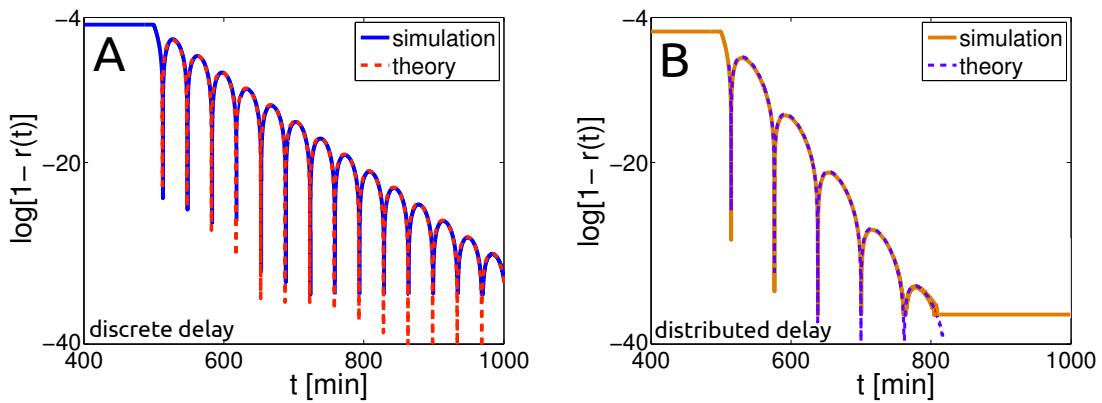 A
simulation
theory
log[1− r(t)]
−4
−20
−40
discrete delay
400
600
800
1000
t [min]
B
simulation
theory
log[1− r(t)]
−4
−20
−40
distributed delay
400
600
800
1000
t [min]